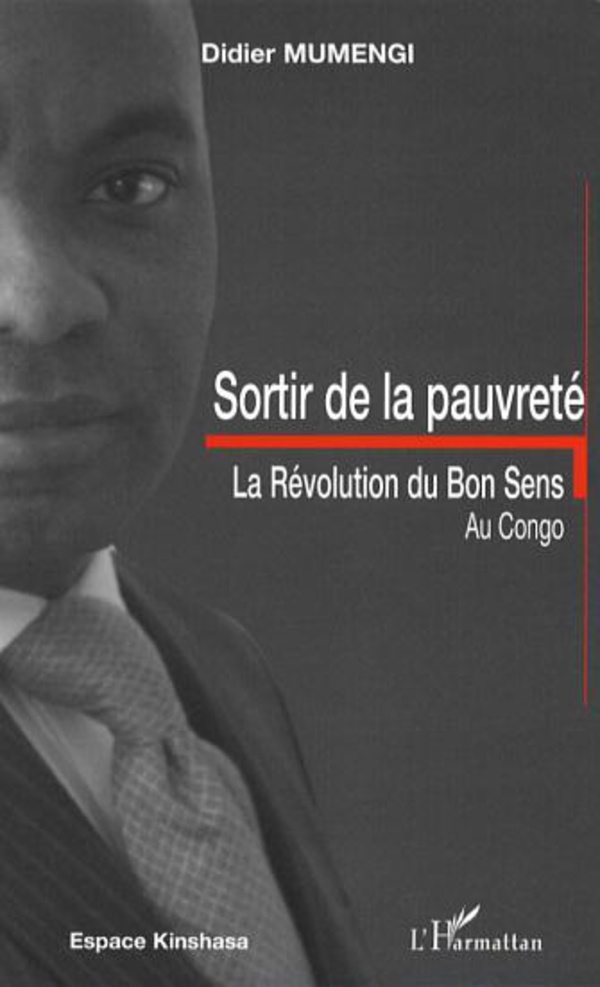 Didier MUMENGI
Sortir de la pauvreté
La Révolution du Bon Sens
Au Congo
Espace Kinshasa
L'Harmattan